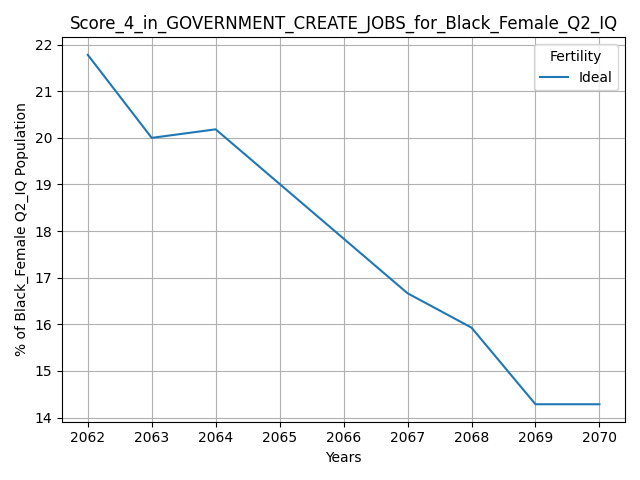 Score_4_in_GOVERNMENT_CREATE_JOBS_for_Black_Female_Q2_IQ
Fertility
Ideal
% of Black_Female Q2_IQ Population
22
21
20
19
18
17
16
15
14
2062 2063 2064 2065 2066 2067 2068 2069 2070
Years